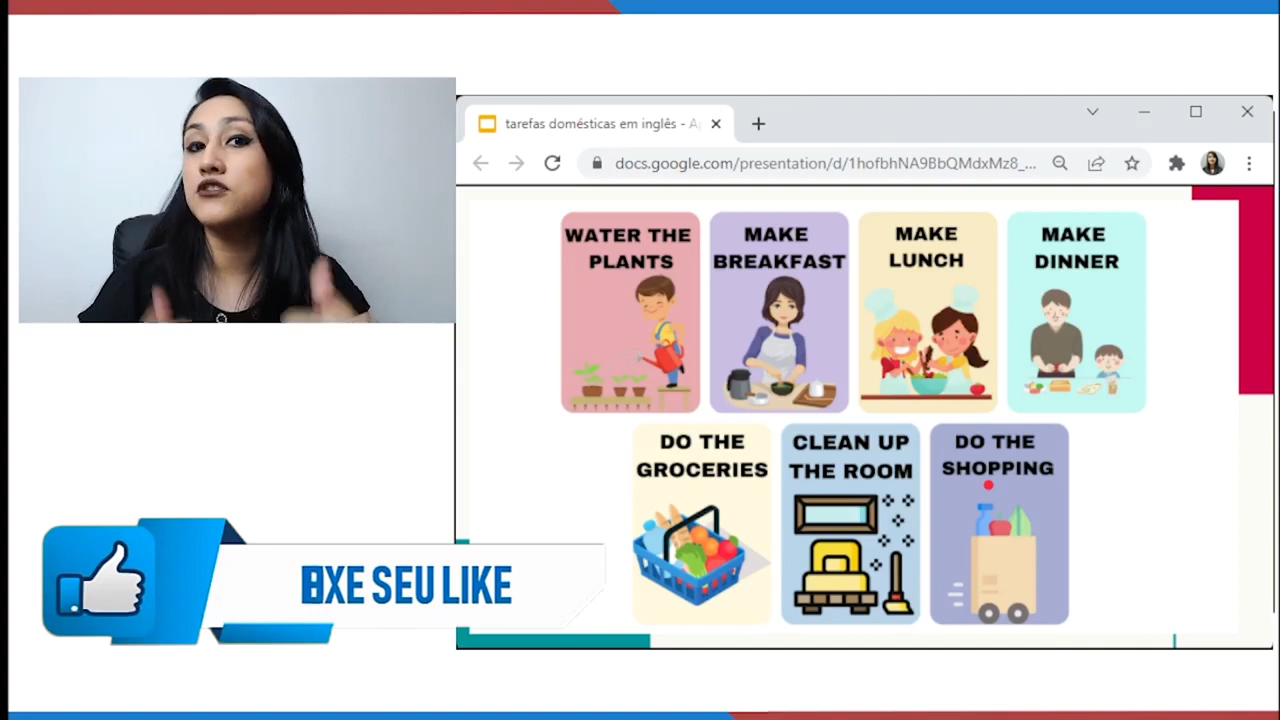 tarefas domésticas em inglês - A
docs.google.com/presentation/d/1hofbhNA9BbQMdxMz8_...
WATER THE
PLANTS
MAKE
BREAKFAST
MAKE
LUNCH
MAKE
DINNER
DO THE
GROCERIES
CLEAN UP
THE ROOM
DO THE
SHOPPING
XE SEU LIKE